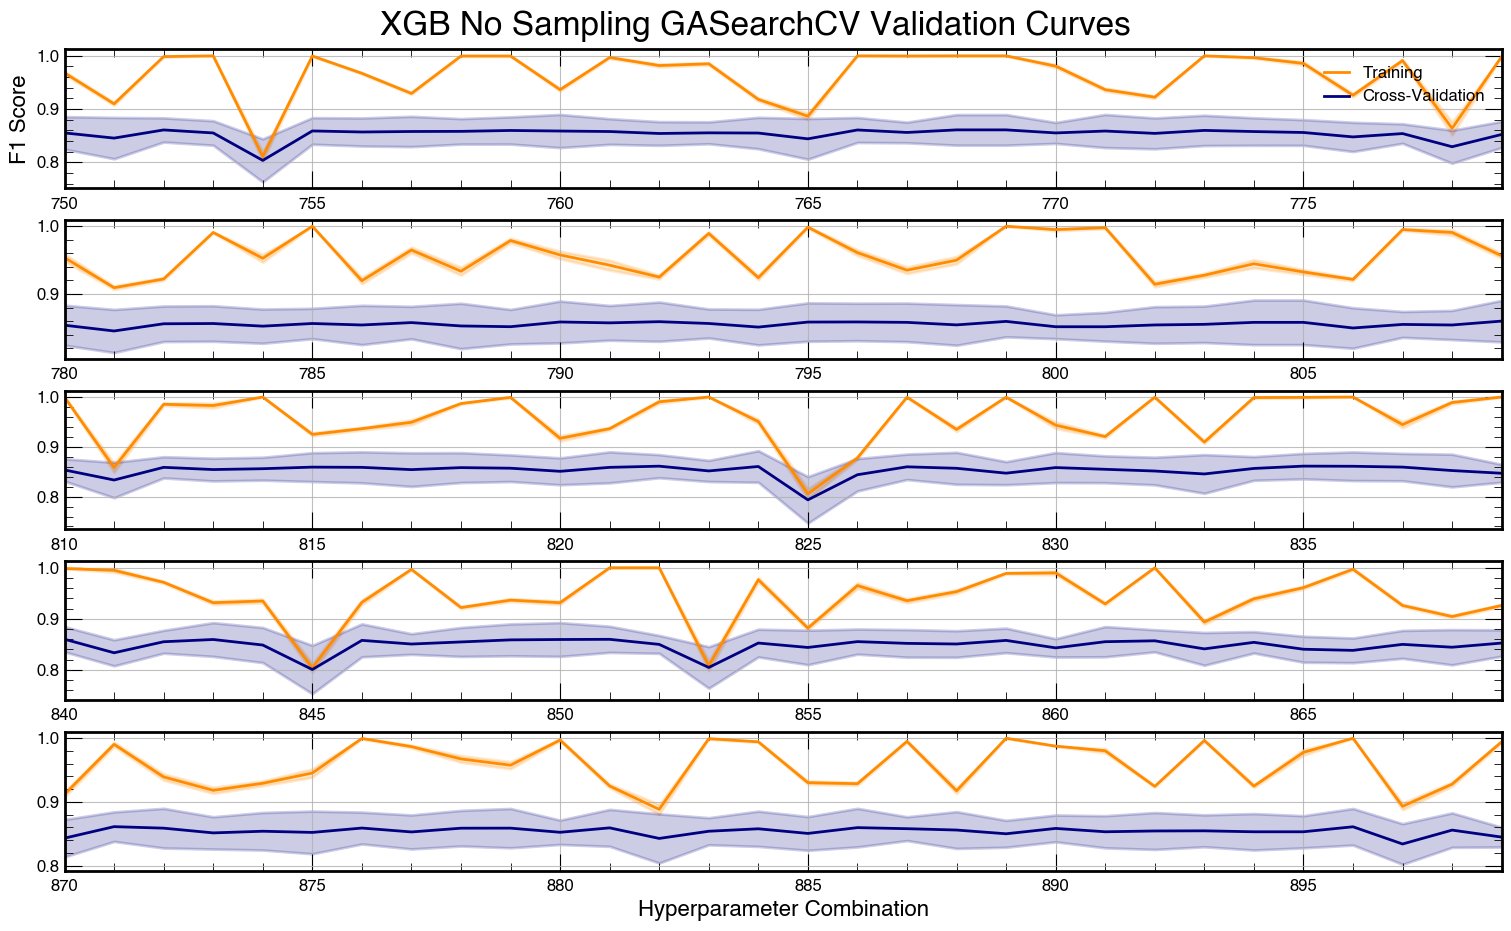 XGB No Sampling GASearchCV Validation Curves
F1 Score
1.0
0.9
0.8
Training
Cross-Validation
750 755 760 765 770 775
1.0
0.9
780 785 790 795 800 805
1.0
0.9
0.8
810 815 820 825 830 835
1.0
0.9
0.8
840 845 850 855 860 865
1.0
0.9
0.8
870 875 880 885 890 895
Hyperparameter Combination